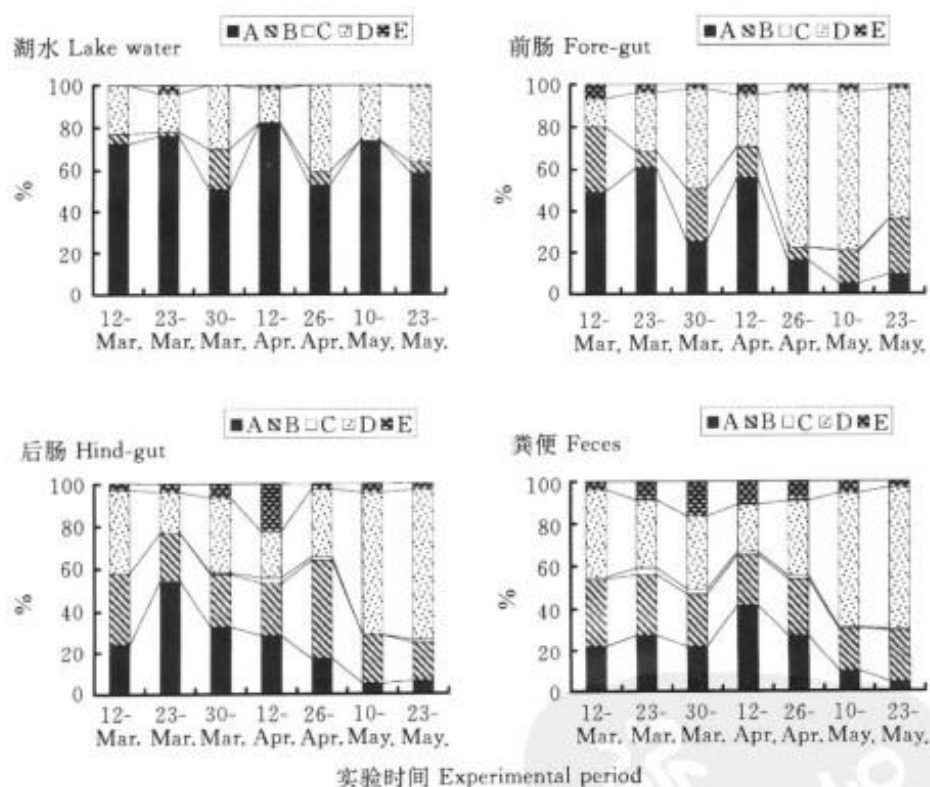 湖水 Lake water
A B C D E
100
80
60
40
20
0
%
12-Mar. 23-Mar. 30-Mar. 12-Apr. 26-Apr. 10-May. 23-May.
前肠 Fore-gut
A B C D E
100
80
60
40
20
0
%
12-Mar. 23-Mar. 30-Mar. 12-Apr. 26-Apr. 10-May. 23-May.
后肠 Hind-gut
A B C D E
100
80
60
40
20
0
%
12-Mar. 23-Mar. 30-Mar. 12-Apr. 26-Apr. 10-May. 23-May.
粪便 Feces
A B C D E
100
80
60
40
20
0
%
12-Mar. 23-Mar. 30-Mar. 12-Apr. 26-Apr. 10-May. 23-May.
实验时间 Experimental period